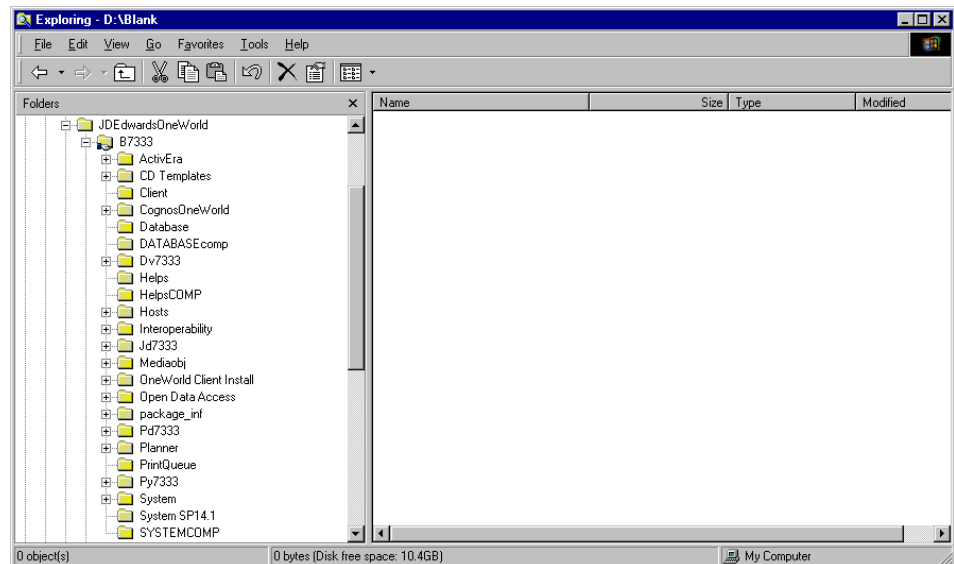 Exploring - D:\Blank
File Edit View Go Favorites Tools Help
Folders
Name Size Type Modified
JDEdwardsOneWorld
B7333
ActivEra
CD Templates
Client
CognosOneWorld
Database
DATABASEcomp
Dv7333
Helps
HelpsCOMP
Hosts
Interoperability
Jd7333
Mediaobj
OneWorld Client Install
Open Data Access
package_inf
Pd7333
Planner
PrintQueue
Py7333
System
System SP14.1
SYSTEMCOMP
0 object(s) 0 bytes (Disk free space: 10.4GB) My Computer